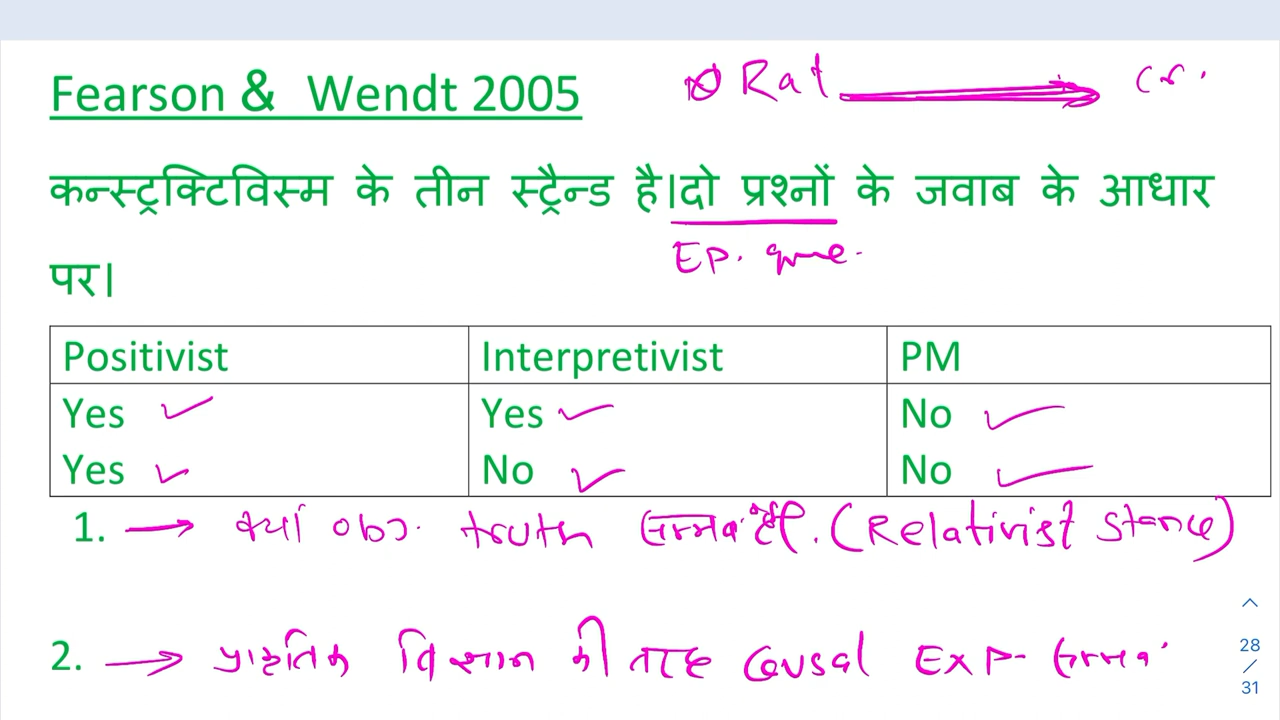 Fearson & Wendt 2005 Rat
कन्स्ट्रक्टिविस्म के तीन स्ट्रैन्ड है।दो प्रश्नों के जवाब के आधार
EP. que.
पर।
Positivist Interpretivist PM
Yes Yes No
Yes No No
1. → क्या obj. truth सम्भव है. (Relativist stance)
2. → प्राकृतिक विज्ञान की तरह causal Exp- सम्भव
28
/
31